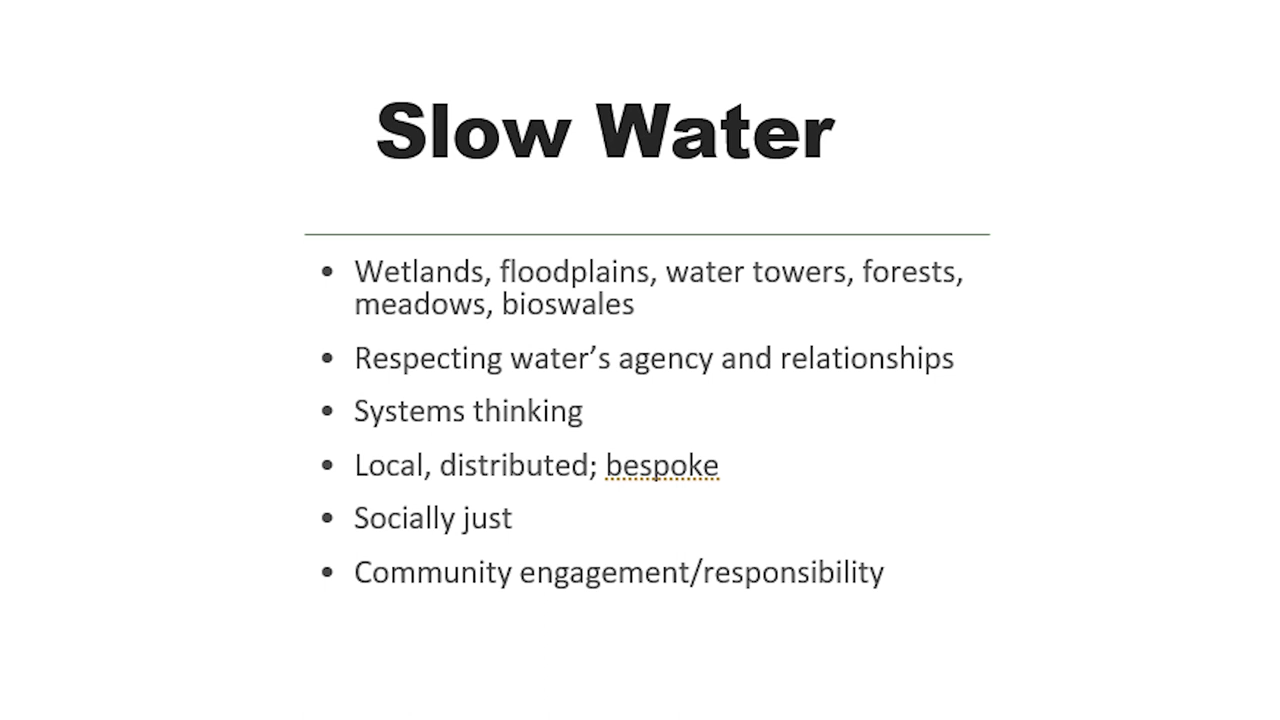 Slow Water
• Wetlands, floodplains, water towers, forests,
meadows, bioswales
• Respecting water’s agency and relationships
• Systems thinking
• Local, distributed; bespoke
• Socially just
• Community engagement/responsibility